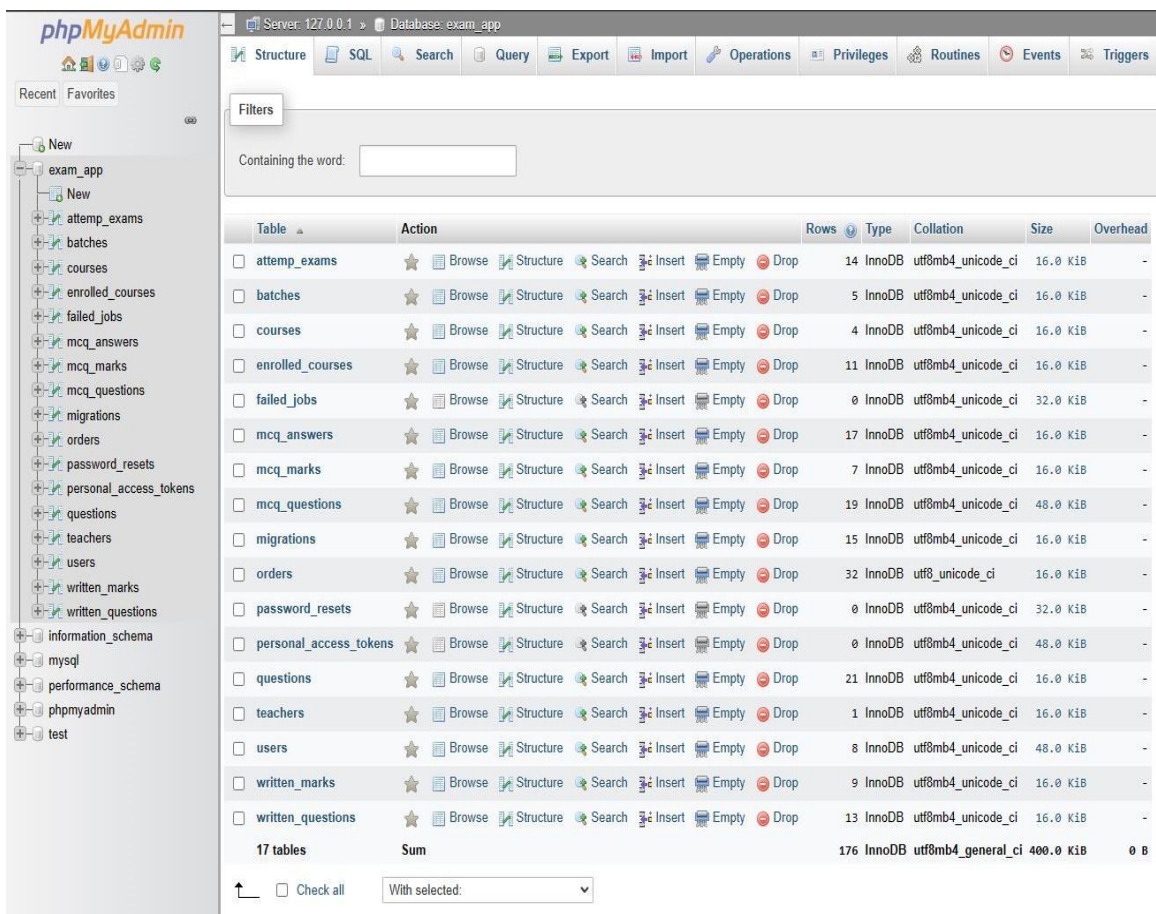 phpMyAdmin
Recent Favorites
New
exam_app
New
attemp_exams
batches
courses
enrolled_courses
failed_jobs
mcq_answers
mcq_marks
mcq_questions
migrations
orders
password_resets
personal_access_tokens
questions
teachers
users
written_marks
written_questions
information_schema
mysql
performance_schema
phpmyadmin
test
Server: 127.0.0.1 » Database: exam_app
Structure SQL Search Query Export Import Operations Privileges Routines Events Triggers
Filters
Containing the word:
Table Action Rows Type Collation Size Overhead
attemp_exams Browse Structure Search Insert Empty Drop 14 InnoDB utf8mb4_unicode_ci 16.0 KiB -
batches Browse Structure Search Insert Empty Drop 5 InnoDB utf8mb4_unicode_ci 16.0 KiB -
courses Browse Structure Search Insert Empty Drop 4 InnoDB utf8mb4_unicode_ci 16.0 KiB -
enrolled_courses Browse Structure Search Insert Empty Drop 11 InnoDB utf8mb4_unicode_ci 16.0 KiB -
failed_jobs Browse Structure Search Insert Empty Drop 0 InnoDB utf8mb4_unicode_ci 32.0 KiB -
mcq_answers Browse Structure Search Insert Empty Drop 17 InnoDB utf8mb4_unicode_ci 16.0 KiB -
mcq_marks Browse Structure Search Insert Empty Drop 7 InnoDB utf8mb4_unicode_ci 16.0 KiB -
mcq_questions Browse Structure Search Insert Empty Drop 19 InnoDB utf8mb4_unicode_ci 48.0 KiB -
migrations Browse Structure Search Insert Empty Drop 15 InnoDB utf8mb4_unicode_ci 16.0 KiB -
orders Browse Structure Search Insert Empty Drop 32 InnoDB utf8_unicode_ci 16.0 KiB -
password_resets Browse Structure Search Insert Empty Drop 0 InnoDB utf8mb4_unicode_ci 32.0 KiB -
personal_access_tokens Browse Structure Search Insert Empty Drop 0 InnoDB utf8mb4_unicode_ci 48.0 KiB -
questions Browse Structure Search Insert Empty Drop 21 InnoDB utf8mb4_unicode_ci 16.0 KiB -
teachers Browse Structure Search Insert Empty Drop 1 InnoDB utf8mb4_unicode_ci 16.0 KiB -
users Browse Structure Search Insert Empty Drop 8 InnoDB utf8mb4_unicode_ci 48.0 KiB -
written_marks Browse Structure Search Insert Empty Drop 9 InnoDB utf8mb4_unicode_ci 16.0 KiB -
written_questions Browse Structure Search Insert Empty Drop 13 InnoDB utf8mb4_unicode_ci 16.0 KiB -
17 tables Sum 176 InnoDB utf8mb4_general_ci 400.0 KiB 0 B
Check all With selected: